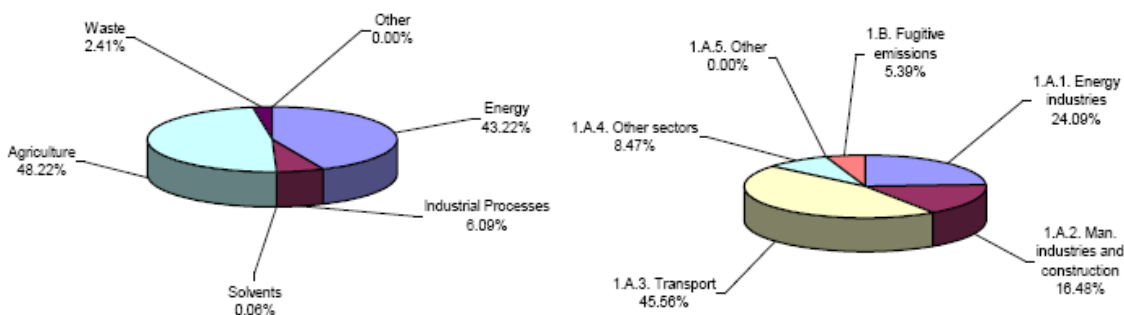 Waste
2.41%
Other
0.00%
Energy
43.22%
Agriculture
48.22%
Industrial Processes
6.09%
Solvents
0.06%
1.A.5. Other
0.00%
1.B. Fugitive
emissions
5.39%
1.A.1. Energy
industries
24.09%
1.A.4. Other sectors
8.47%
1.A.3. Transport
45.56%
1.A.2. Man.
industries and
construction
16.48%